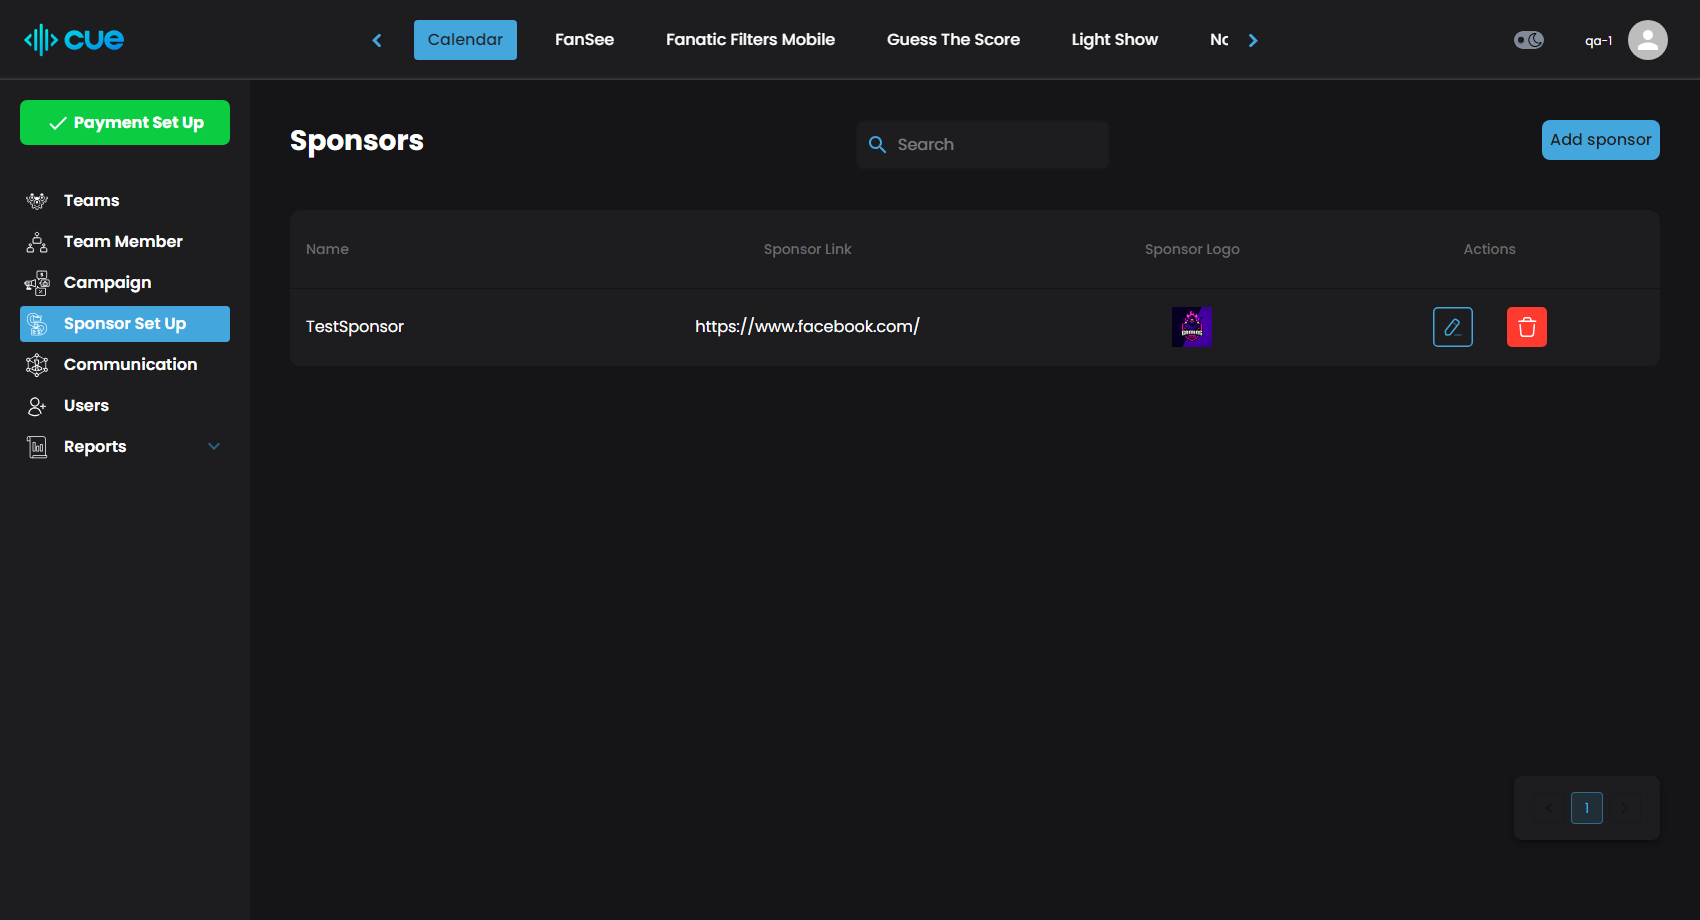 cue
Calendar FanSee Fanatic Filters Mobile Guess The Score Light Show
qa-1
Payment Set Up
Teams
Team Member
Campaign
Sponsor Set Up
Communication
Users
Reports
Sponsors
Search
Add sponsor
Name Sponsor Link Sponsor Logo Actions
TestSponsor https://www.facebook.com/ GAMING
1